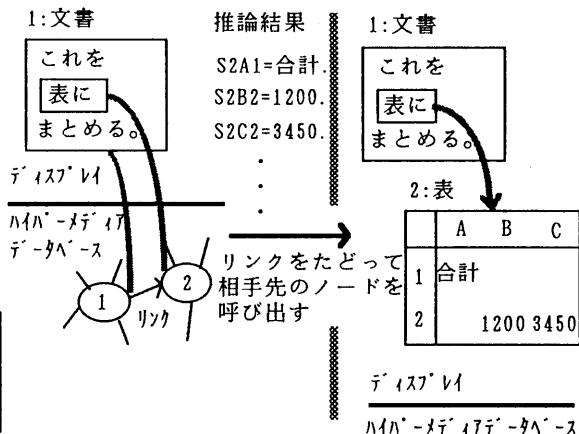 1:文書
これを
表に
まとめる。
ディスプレイ
ハイパーメディア
データベース
1
2
リンク
推論結果
S2A1=合計.
S2B2=1200.
S2C2=3450.
・
・
・
リンクをたどって
相手先のノードを
呼び出す
1:文書
これを
表に
まとめる。
2:表
A B C
1 合計
2 1200 3450
ディスプレイ
ハイパーメディアデータベース